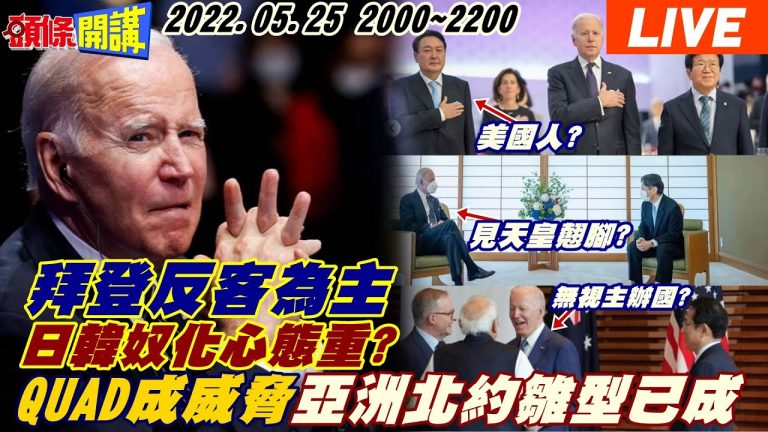 頭條開講
2022.05.25 2000~2200
LIVE
美國人?
見天皇翹腳?
無視主辦國?
拜登反客為主
日韓奴化心態重?
QUAD成威脅亞洲北約雛型已成